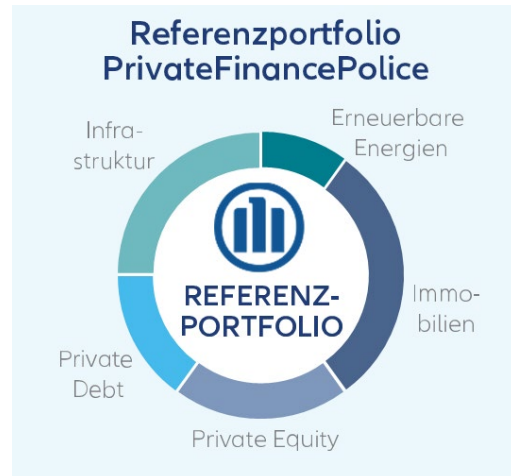 Referenzportfolio
PrivateFinancePolice
Erneuerbare
Energien
Infra-
struktur
REFERENZ-
PORTFOLIO
Immo-
bilien
Private
Debt
Private Equity